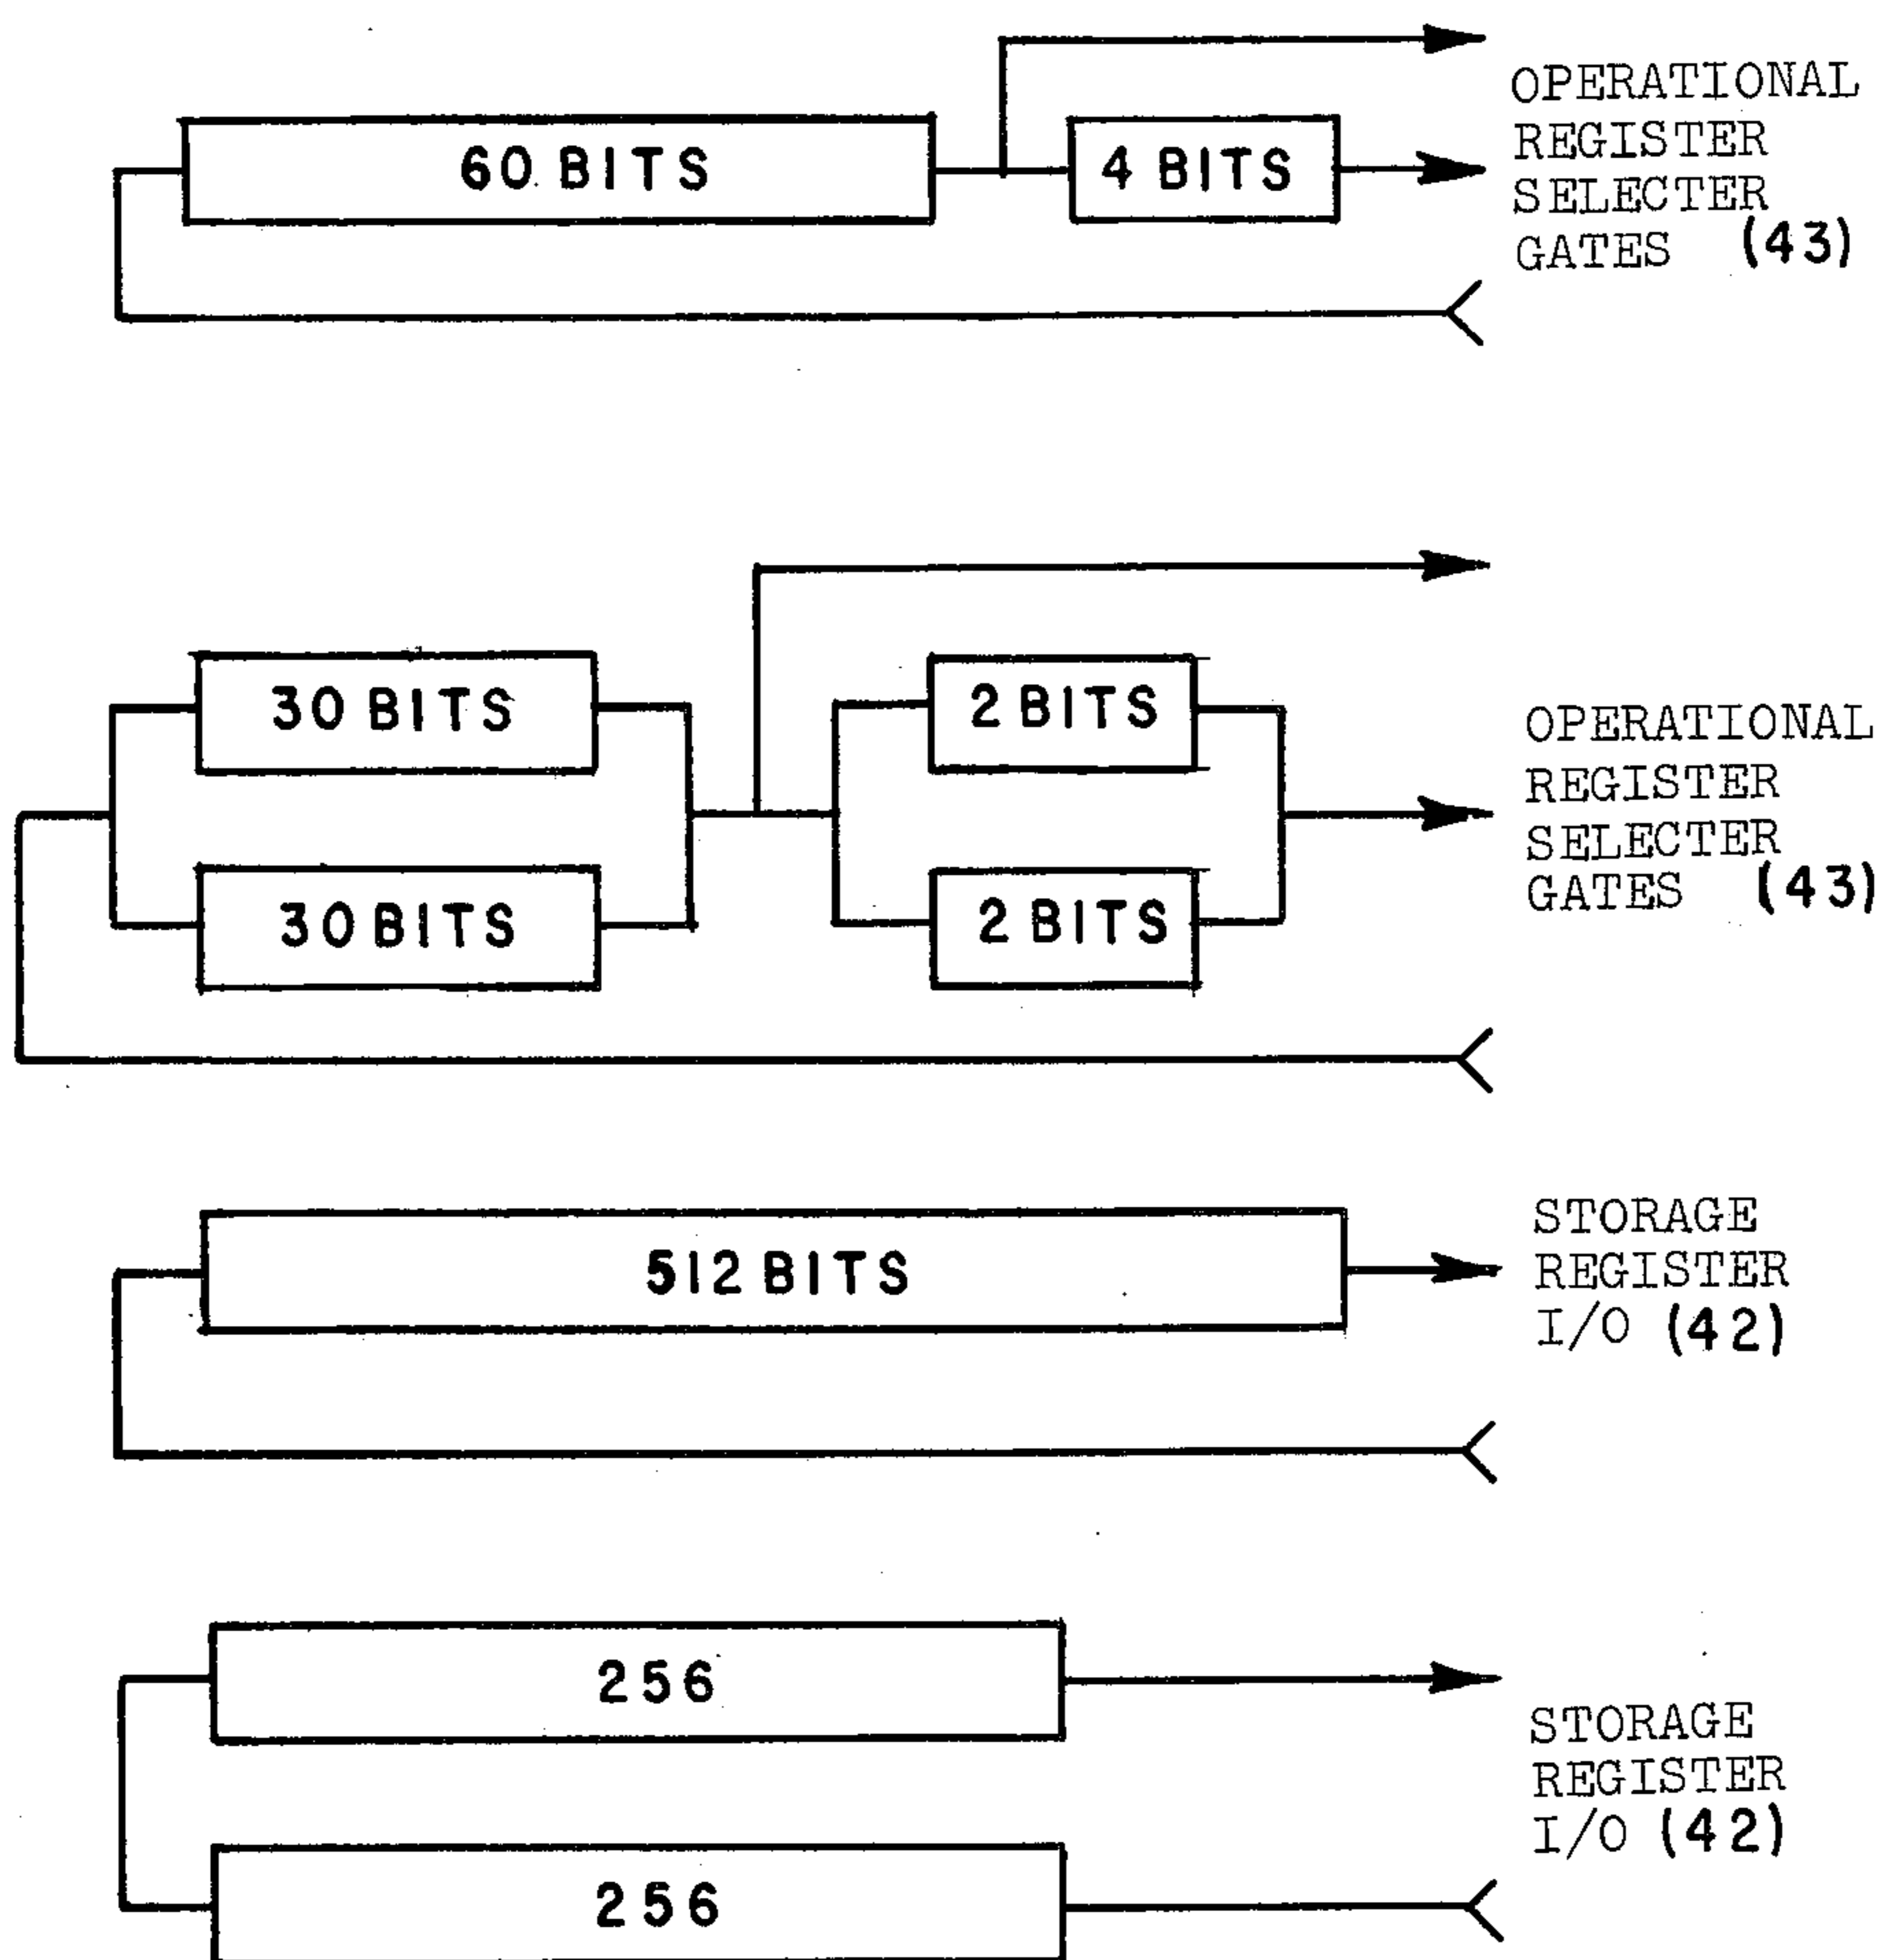 60 BITS
4 BITS
OPERATIONAL
REGISTER
SELECTER
GATES (43)
30 BITS
2 BITS
30 BITS
2 BITS
OPERATIONAL
REGISTER
SELECTER
GATES (43)
512 BITS
STORAGE
REGISTER
I/O (42)
256
256
STORAGE
REGISTER
I/O (42)